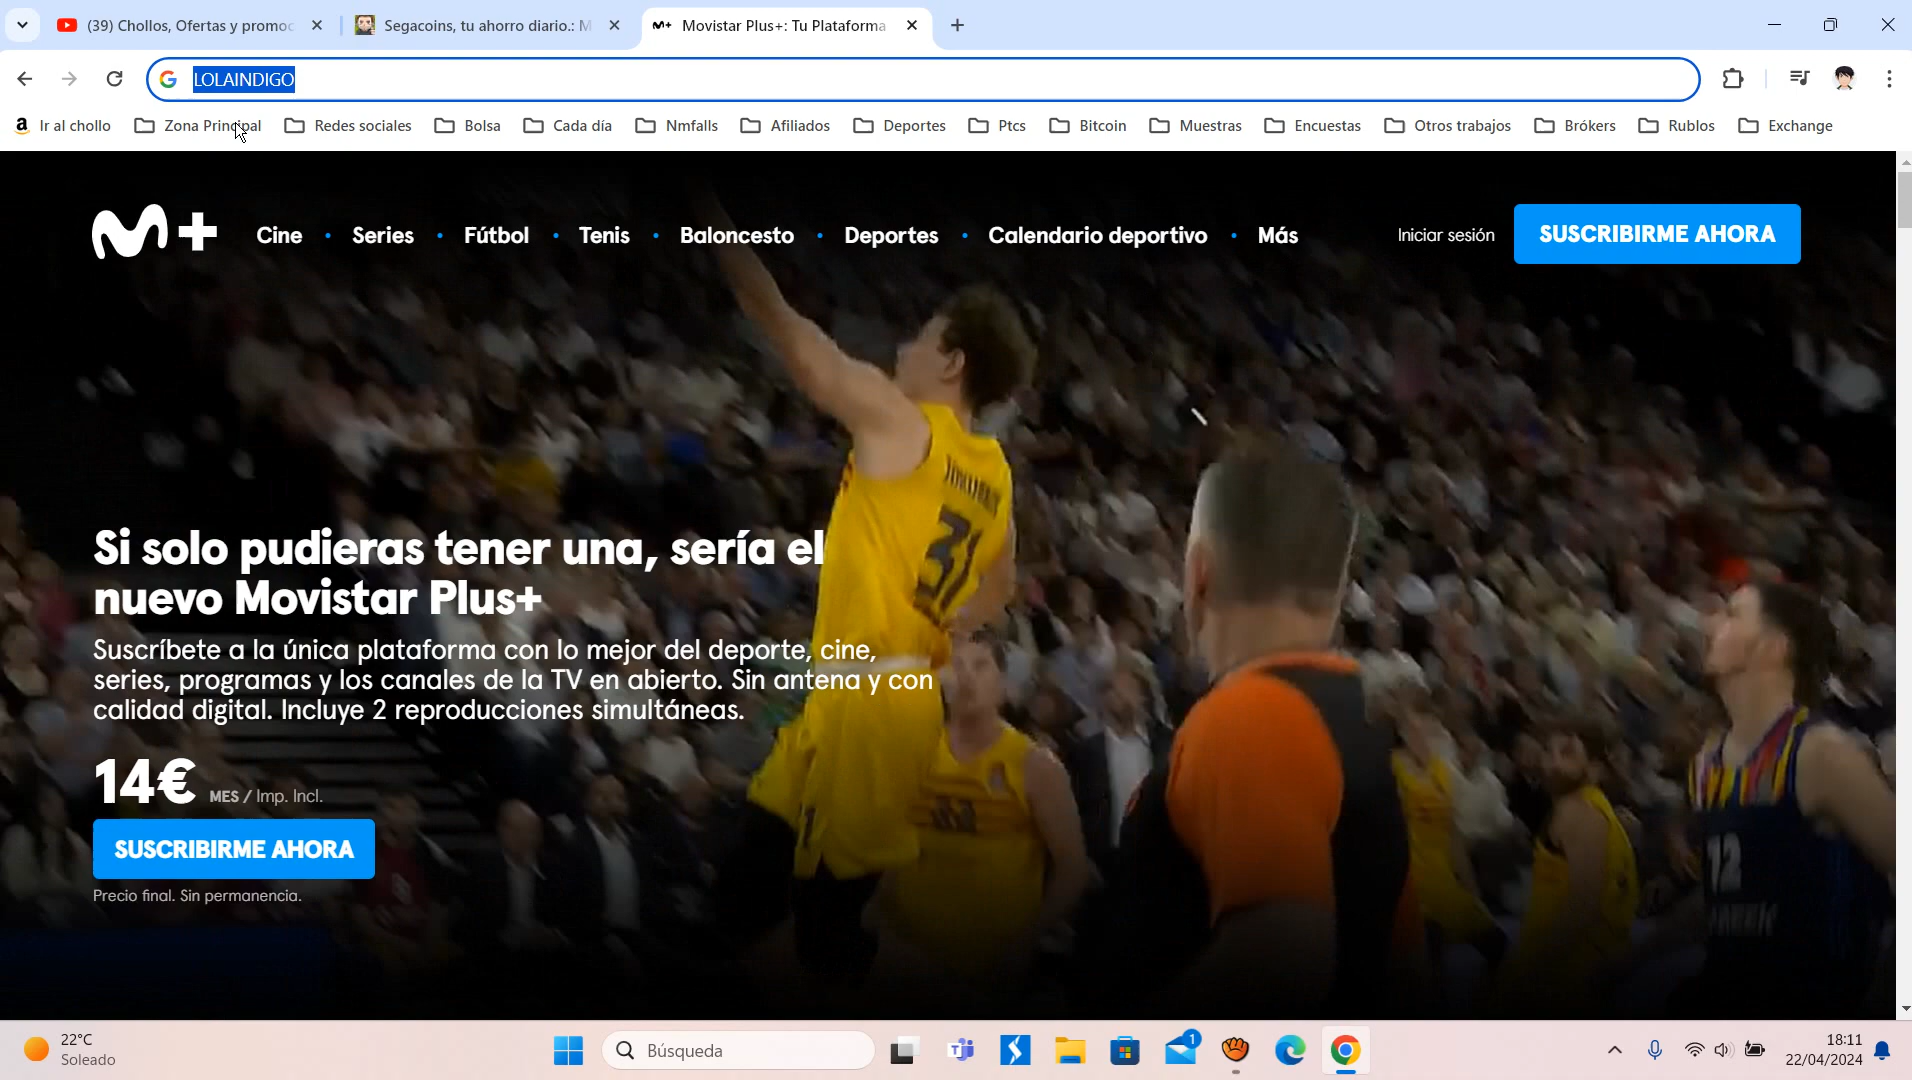 (39) Chollos, Ofertas y promoc
Segacoins, tu ahorro diario.: M
Movistar Plus+: Tu Plataforma
LOLAINDIGO
Ir al chollo
Zona Principal
Redes sociales
Bolsa
Cada día
Nmfalls
Afiliados
Deportes
Ptcs
Bitcoin
Muestras
Encuestas
Otros trabajos
Brókers
Rublos
Exchange
M+
Cine • Series • Fútbol • Tenis • Baloncesto • Deportes • Calendario deportivo • Más
Iniciar sesión
SUSCRIBIRME AHORA
Si solo pudieras tener una, sería el
nuevo Movistar Plus+
Suscríbete a la única plataforma con lo mejor del deporte, cine,
series, programas y los canales de la TV en abierto. Sin antena y con
calidad digital. Incluye 2 reproducciones simultáneas.
14€ MES / Imp. Incl.
SUSCRIBIRME AHORA
Precio final. Sin permanencia.
31
12
22°C
Soleado
Búsqueda
1
18:11
22/04/2024